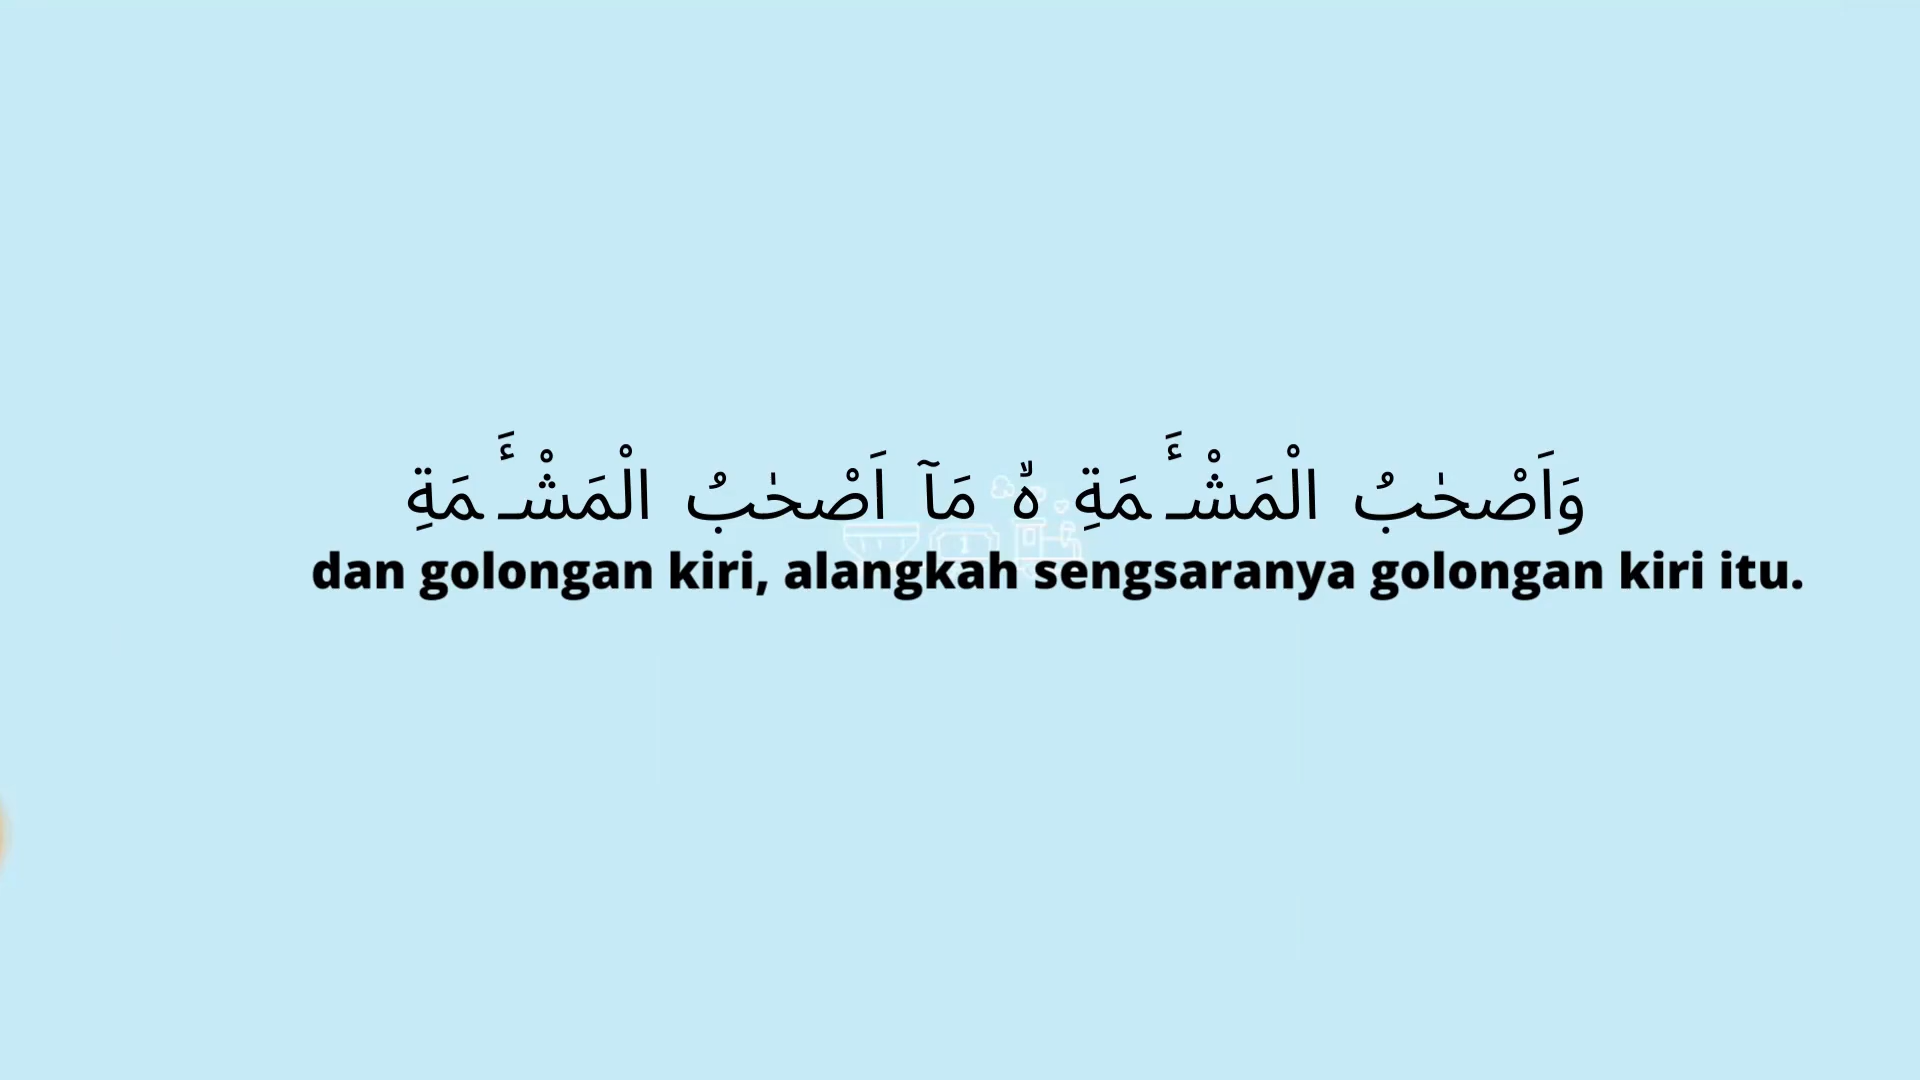 وَاَصْحٰبُ الْمَشْـَٔمَةِ ەۙ مَآ اَصْحٰبُ الْمَشْـَٔمَةِ
dan golongan kiri, alangkah sengsaranya golongan kiri itu.